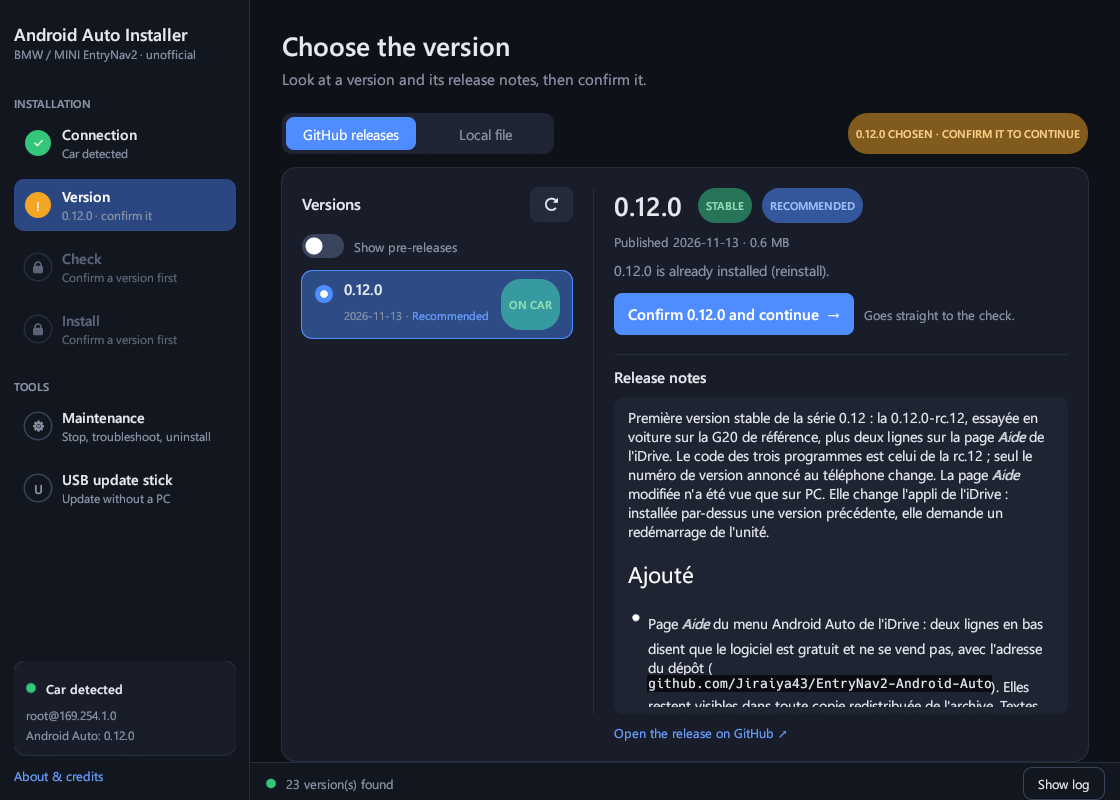 Android Auto Installer
BMW / MINI EntryNav2 · unofficial
INSTALLATION
Connection
Car detected
!
Version
0.12.0 · confirm it
Check
Confirm a version first
Install
Confirm a version first
TOOLS
Maintenance
Stop, troubleshoot, uninstall
U
USB update stick
Update without a PC
Car detected
root@169.254.1.0
Android Auto: 0.12.0
About & credits
Choose the version
Look at a version and its release notes, then confirm it.
GitHub releases
Local file
0.12.0 CHOSEN · CONFIRM IT TO CONTINUE
Versions
Show pre-releases
0.12.0
2026-11-13 · Recommended
ON CAR
0.12.0 STABLE RECOMMENDED
Published 2026-11-13 · 0.6 MB
0.12.0 is already installed (reinstall).
Confirm 0.12.0 and continue →
Goes straight to the check.
Release notes
Première version stable de la série 0.12 : la 0.12.0-rc.12, essayée en
voiture sur la G20 de référence, plus deux lignes sur la page Aide de
l'iDrive. Le code des trois programmes est celui de la rc.12 ; seul le
numéro de version annoncé au téléphone change. La page Aide
modifiée n'a été vue que sur PC. Elle change l'appli de l'iDrive :
installée par-dessus une version précédente, elle demande un
redémarrage de l'unité.
Ajouté
• Page Aide du menu Android Auto de l'iDrive : deux lignes en bas
disent que le logiciel est gratuit et ne se vend pas, avec l'adresse
du dépôt (
github.com/Jiraiya43/EntryNav2-Android-Auto). Elles
restent visibles dans toute copie redistribuée de l'archive. Textes
Open the release on GitHub ↗
23 version(s) found
Show log